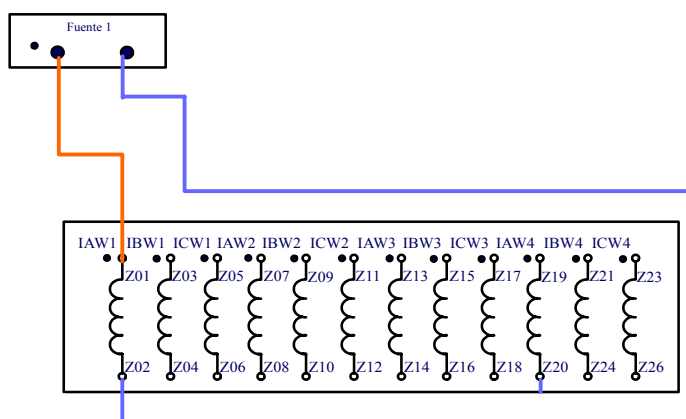 Fuente 1
IAW1 IBW1 ICW1 IAW2 IBW2 ICW2 IAW3 IBW3 ICW3 IAW4 IBW4 ICW4
Z01 Z03 Z05 Z07 Z09 Z11 Z13 Z15 Z17 Z19 Z21 Z23
Z02 Z04 Z06 Z08 Z10 Z12 Z14 Z16 Z18 Z20 Z24 Z26